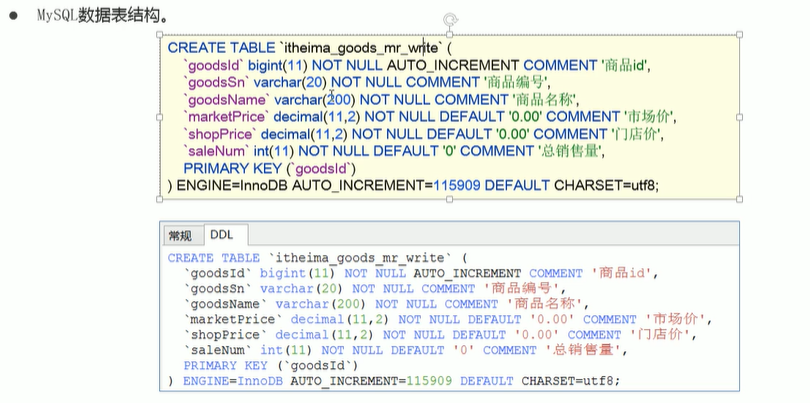 ● MySQL数据表结构。
CREATE TABLE `itheima_goods_mr_write` (
`goodsId` bigint(11) NOT NULL AUTO_INCREMENT COMMENT '商品id',
`goodsSn` varchar(20) NOT NULL COMMENT '商品编号',
`goodsName` varchar(200) NOT NULL COMMENT '商品名称',
`marketPrice` decimal(11,2) NOT NULL DEFAULT '0.00' COMMENT '市场价',
`shopPrice` decimal(11,2) NOT NULL DEFAULT '0.00' COMMENT '门店价',
`saleNum` int(11) NOT NULL DEFAULT '0' COMMENT '总销售量',
PRIMARY KEY (`goodsId`)
) ENGINE=InnoDB AUTO_INCREMENT=115909 DEFAULT CHARSET=utf8;
常规 DDL
CREATE TABLE `itheima_goods_mr_write` (
`goodsId` bigint(11) NOT NULL AUTO_INCREMENT COMMENT '商品id',
`goodsSn` varchar(20) NOT NULL COMMENT '商品编号',
`goodsName` varchar(200) NOT NULL COMMENT '商品名称',
`marketPrice` decimal(11,2) NOT NULL DEFAULT '0.00' COMMENT '市场价',
`shopPrice` decimal(11,2) NOT NULL DEFAULT '0.00' COMMENT '门店价',
`saleNum` int(11) NOT NULL DEFAULT '0' COMMENT '总销售量',
PRIMARY KEY (`goodsId`)
) ENGINE=InnoDB AUTO_INCREMENT=115909 DEFAULT CHARSET=utf8;